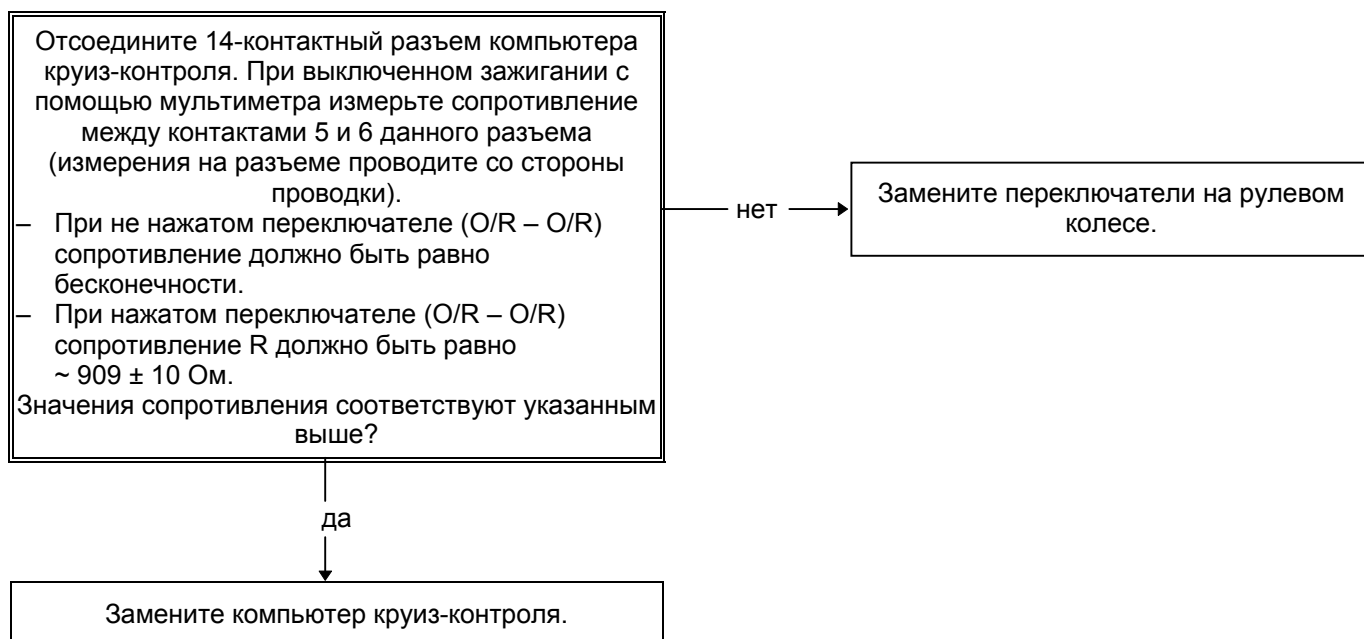 Отсоедините 14-контактный разъем компьютера
круиз-контроля. При выключенном зажигании с
помощью мультиметра измерьте сопротивление
между контактами 5 и 6 данного разъема
(измерения на разъеме проводите со стороны
проводки).
– При не нажатом переключателе (O/R – O/R)
сопротивление должно быть равно
бесконечности.
– При нажатом переключателе (O/R – O/R)
сопротивление R должно быть равно
~ 909 ± 10 Ом.
Значения сопротивления соответствуют указанным
выше?
нет
Замените переключатели на рулевом
колесе.
да
Замените компьютер круиз-контроля.